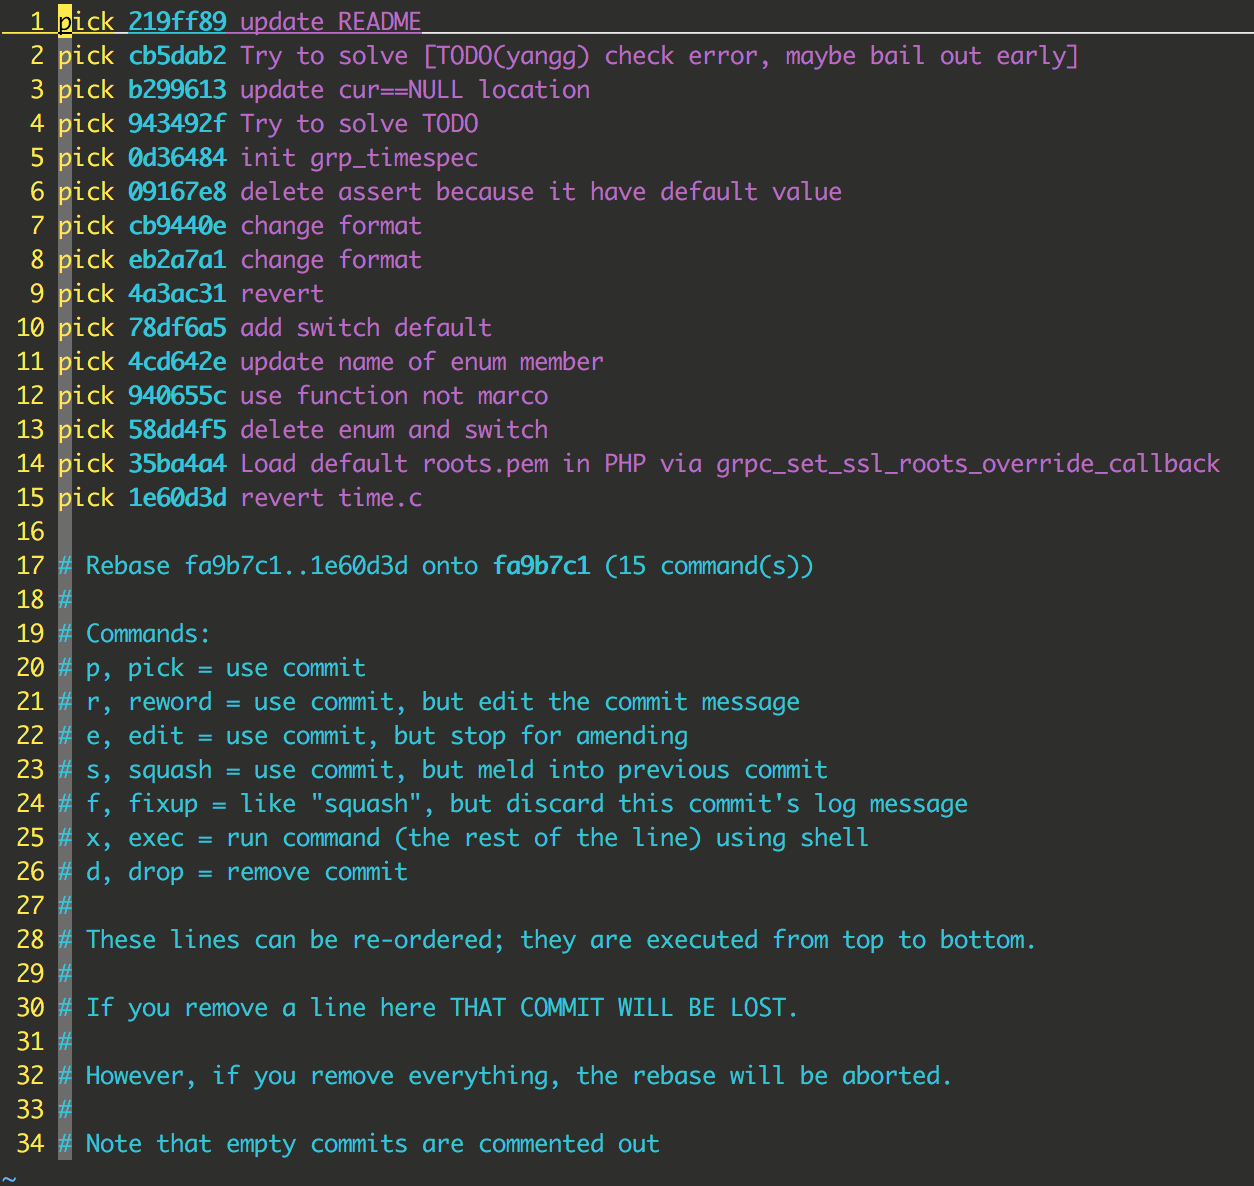 1 pick 219ff89 update README
2 pick cb5dab2 Try to solve [TODO(yangg) check error, maybe bail out early]
3 pick b299613 update cur==NULL location
4 pick 943492f Try to solve TODO
5 pick 0d36484 init grp_timespec
6 pick 09167e8 delete assert because it have default value
7 pick cb9440e change format
8 pick eb2a7a1 change format
9 pick 4a3ac31 revert
10 pick 78df6a5 add switch default
11 pick 4cd642e update name of enum member
12 pick 940655c use function not marco
13 pick 58dd4f5 delete enum and switch
14 pick 35ba4a4 Load default roots.pem in PHP via grpc_set_ssl_roots_override_callback
15 pick 1e60d3d revert time.c
16
17 # Rebase fa9b7c1..1e60d3d onto fa9b7c1 (15 command(s))
18 #
19 # Commands:
20 # p, pick = use commit
21 # r, reword = use commit, but edit the commit message
22 # e, edit = use commit, but stop for amending
23 # s, squash = use commit, but meld into previous commit
24 # f, fixup = like "squash", but discard this commit's log message
25 # x, exec = run command (the rest of the line) using shell
26 # d, drop = remove commit
27 #
28 # These lines can be re-ordered; they are executed from top to bottom.
29 #
30 # If you remove a line here THAT COMMIT WILL BE LOST.
31 #
32 # However, if you remove everything, the rebase will be aborted.
33 #
34 # Note that empty commits are commented out
~